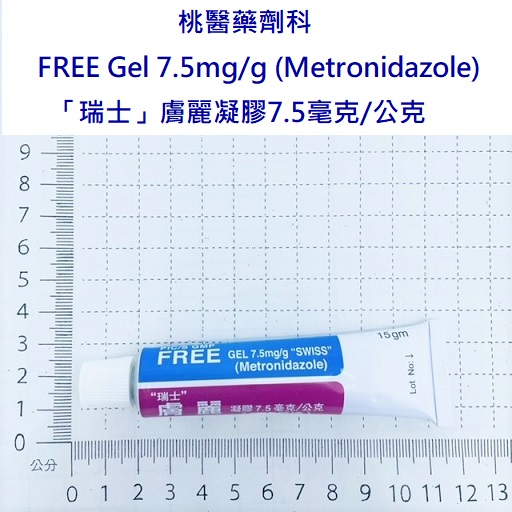 桃醫藥劑科
FREE Gel 7.5mg/g (Metronidazole)
「瑞士」膚麗凝膠7.5毫克/公克
9
8
7
6
5
4
3
2
1
0
公分
PIC/S GMP
FREE GEL 7.5mg/g "SWISS"
(Metronidazole)
"瑞士"
膚麗 凝膠 7.5 毫克/公克
15gm
Lot No:↓
0 1 2 3 4 5 6 7 8 9 10 11 12 13